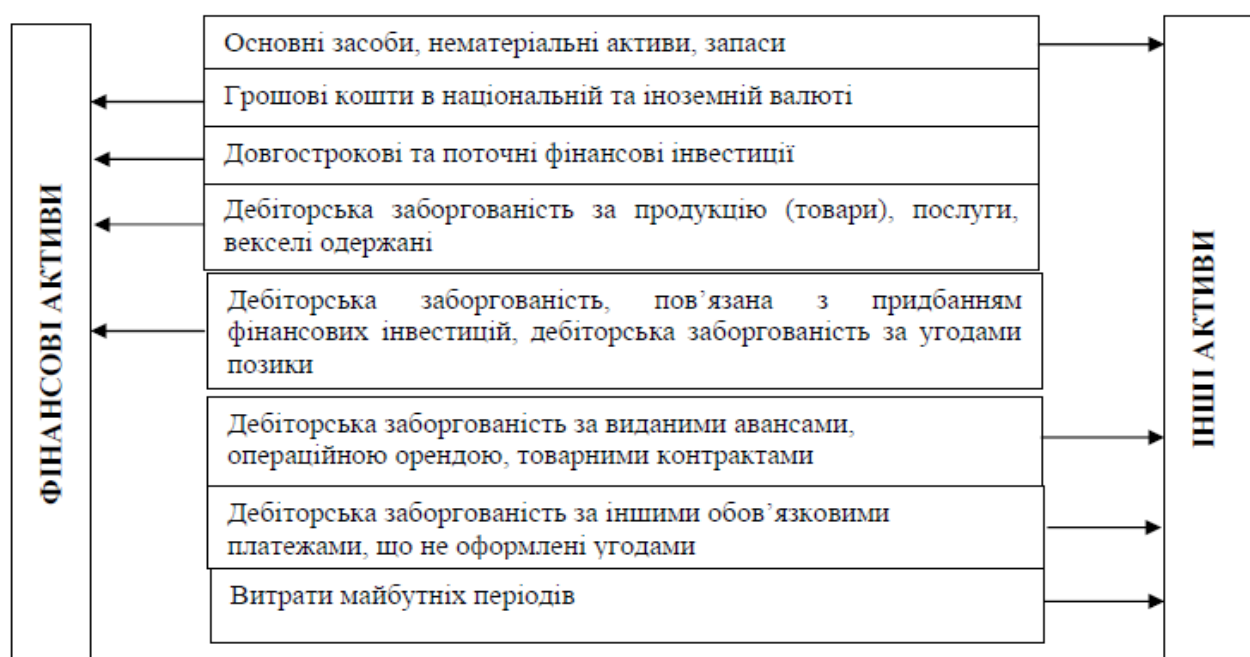 ФІНАНСОВІ АКТИВИ
Основні засоби, нематеріальні активи, запаси
Грошові кошти в національній та іноземній валюті
Довгострокові та поточні фінансові інвестиції
Дебіторська заборгованість за продукцію (товари), послуги,
векселі одержані
Дебіторська заборгованість, пов’язана з придбанням
фінансових інвестицій, дебіторська заборгованість за угодами
позики
Дебіторська заборгованість за виданими авансами,
операційною орендою, товарними контрактами
Дебіторська заборгованість за іншими обов’язковими
платежами, що не оформлені угодами
Витрати майбутніх періодів
ІНШІ АКТИВИ